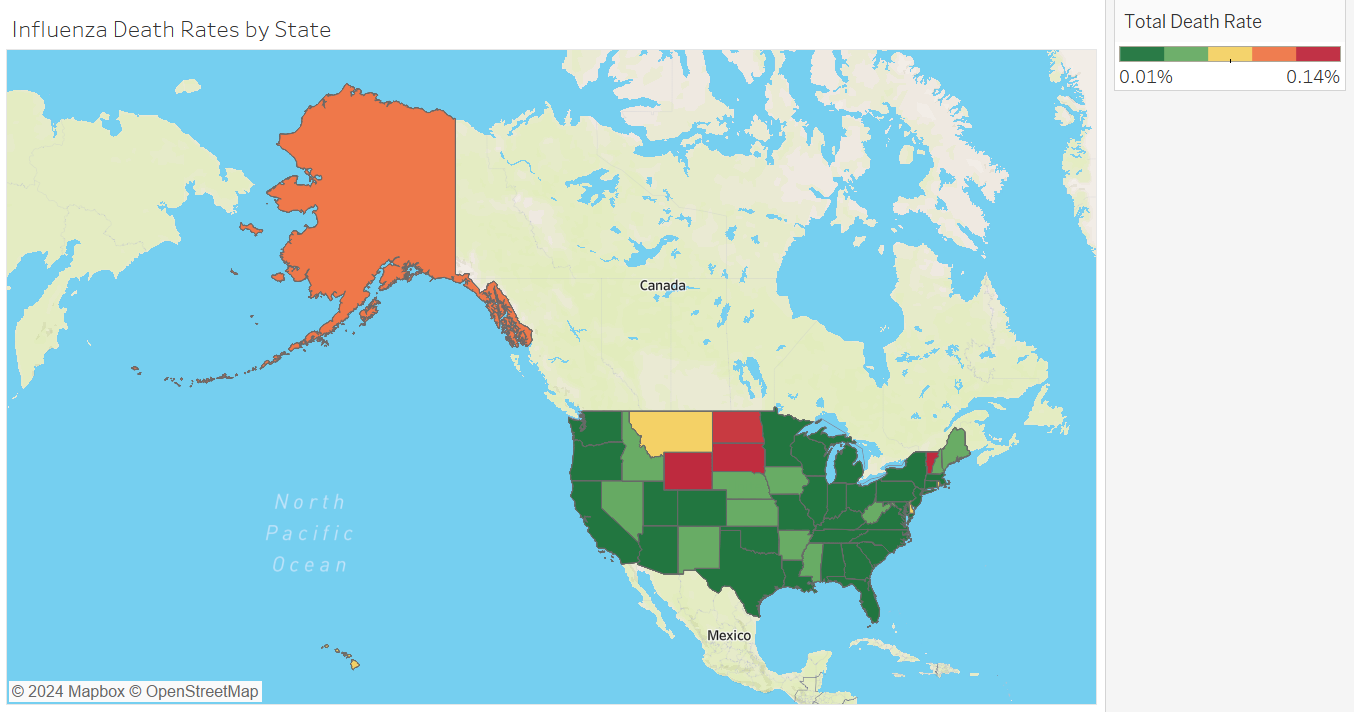 Influenza Death Rates by State
Total Death Rate
0.01% 0.14%
Canada
North
Pacific
Ocean
Mexico
© 2024 Mapbox © OpenStreetMap